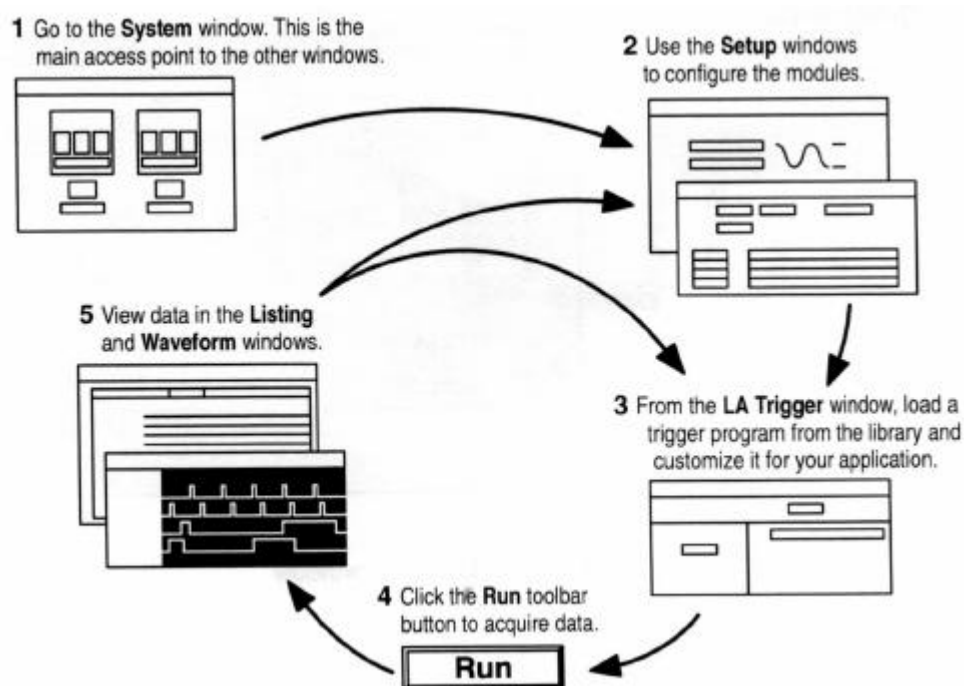 1 Go to the System window. This is the
main access point to the other windows.
2 Use the Setup windows
to configure the modules.
5 View data in the Listing
and Waveform windows.
3 From the LA Trigger window, load a
trigger program from the library and
customize it for your application.
4 Click the Run toolbar
button to acquire data.
Run